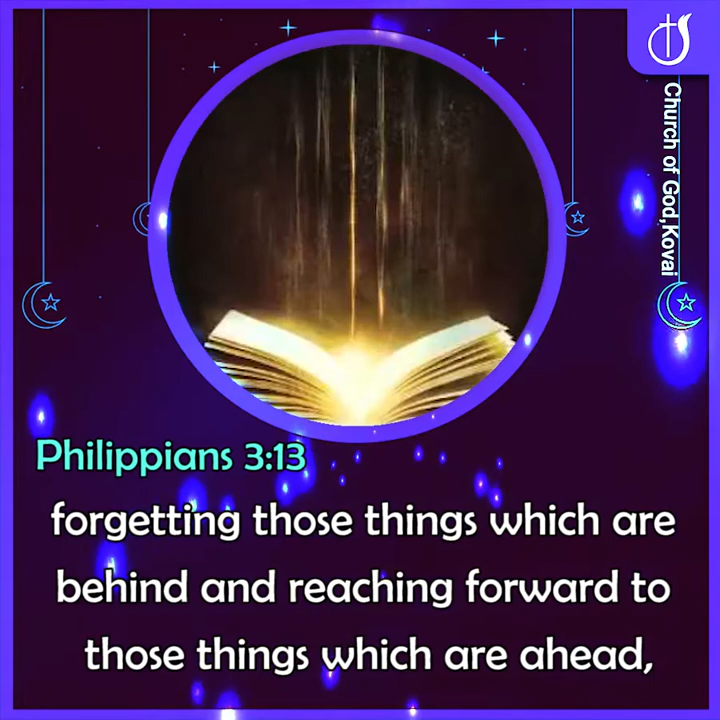 Church of God,Kovai
Philippians 3:13
forgetting those things which are
behind and reaching forward to
those things which are ahead,